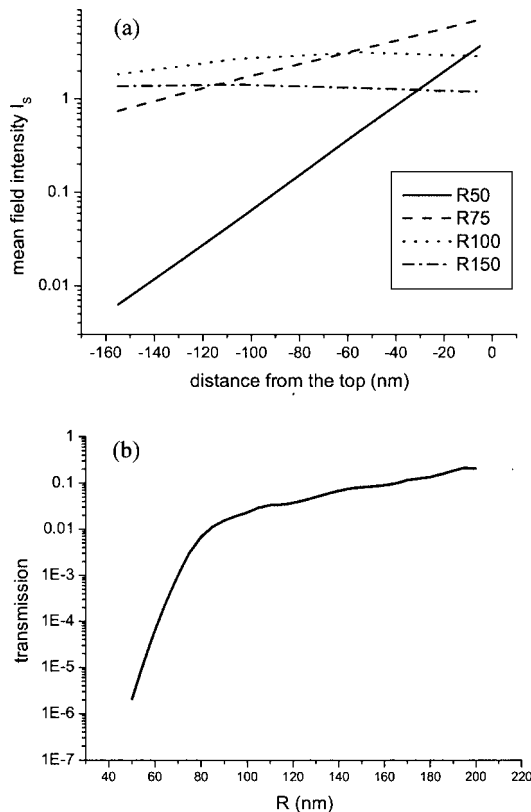 (a)
mean field intensity Is
1
0.1
0.01
R50
R75
R100
R150
-160 -140 -120 -100 -80 -60 -40 -20 0
distance from the top (nm)
(b)
transmission
1
0.1
0.01
1E-3
1E-4
1E-5
1E-6
1E-7
40 60 80 100 120 140 160 180 200 220
R (nm)